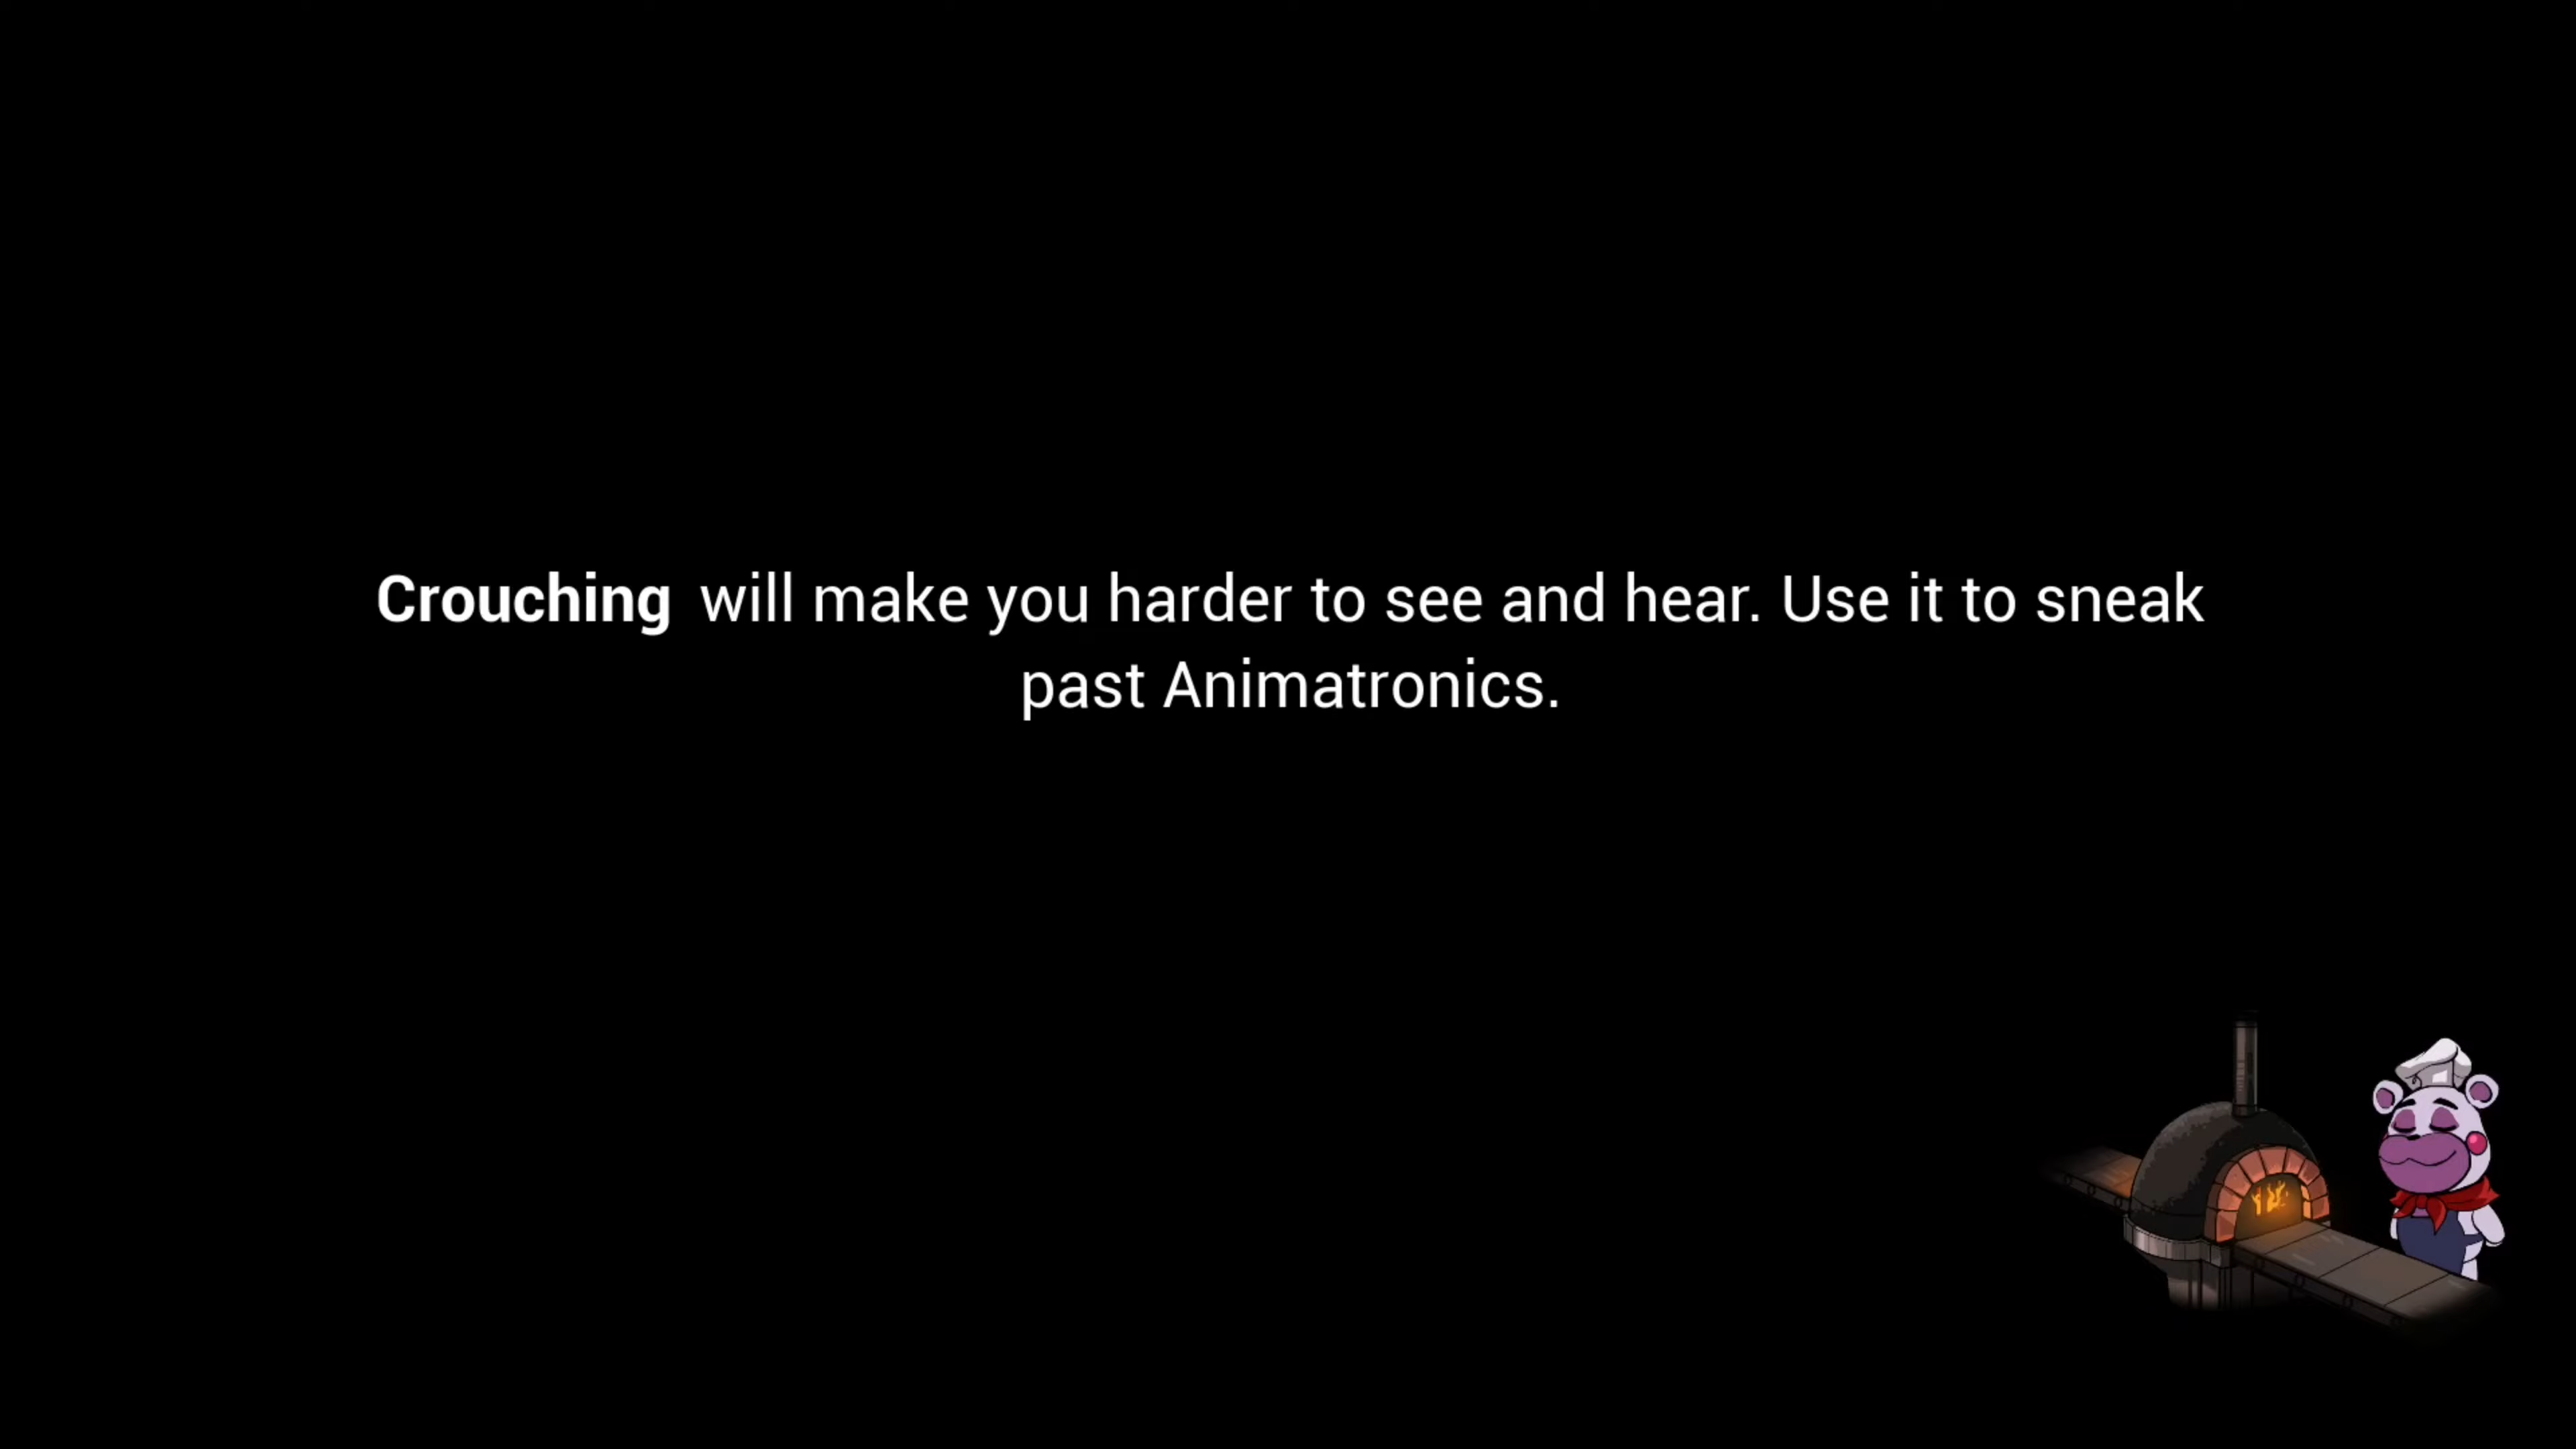 Crouching will make you harder to see and hear. Use it to sneak
past Animatronics.